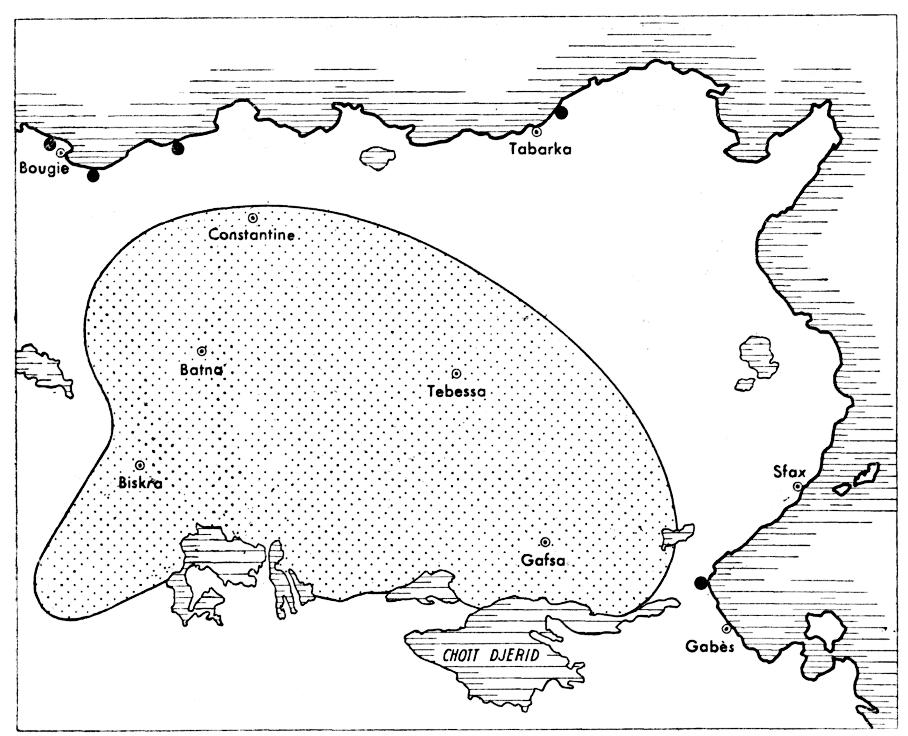 Tabarka
Bougie
Constantine
Batna
Tebessa
Biskra
Sfax
Gafsa
Gabès
CHOTT DJERID